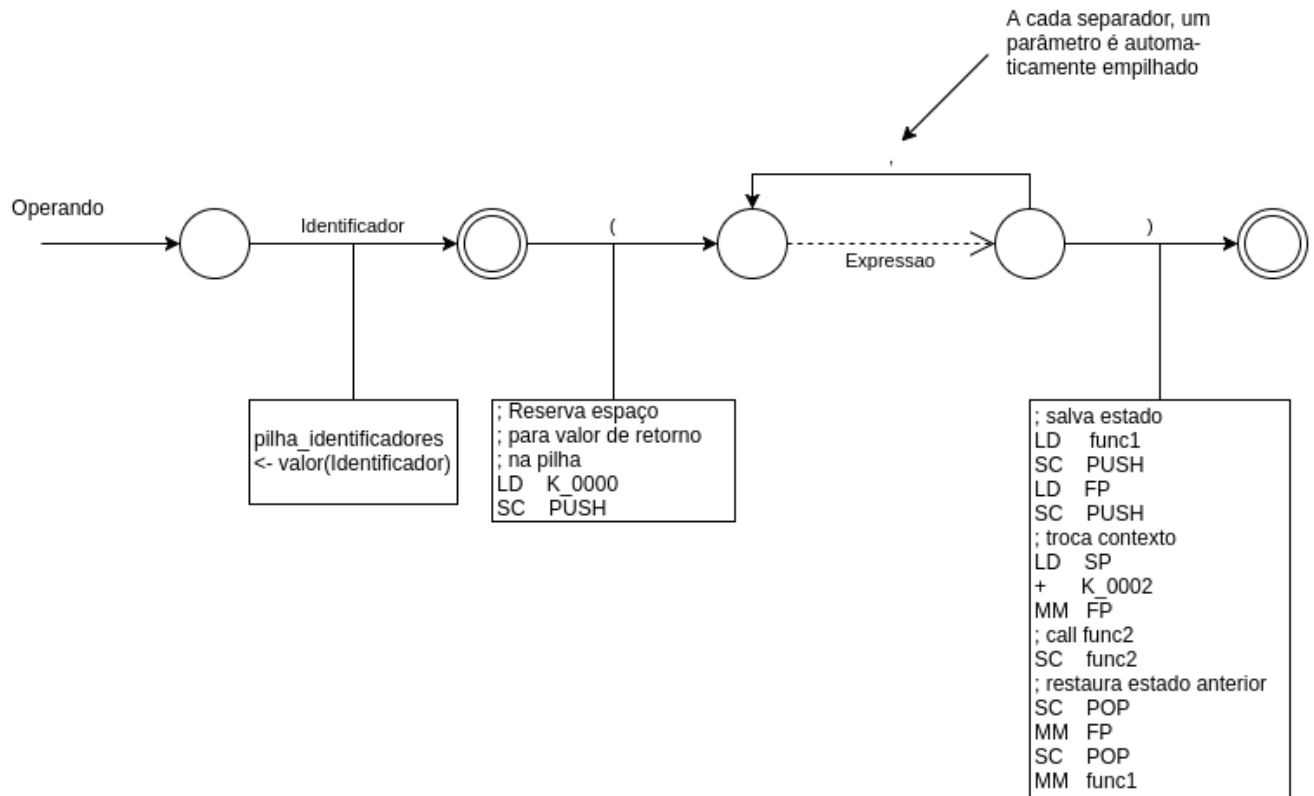 A cada separador, um
parâmetro é automa-
ticamente empilhado
,
Operando
Identificador
(
Expressao
)
pilha_identificadores
<- valor(Identificador)
; Reserva espaço
; para valor de retorno
; na pilha
LD K_0000
SC PUSH
; salva estado
LD func1
SC PUSH
LD FP
SC PUSH
; troca contexto
LD SP
+ K_0002
MM FP
; call func2
SC func2
; restaura estado anterior
SC POP
MM FP
SC POP
MM func1